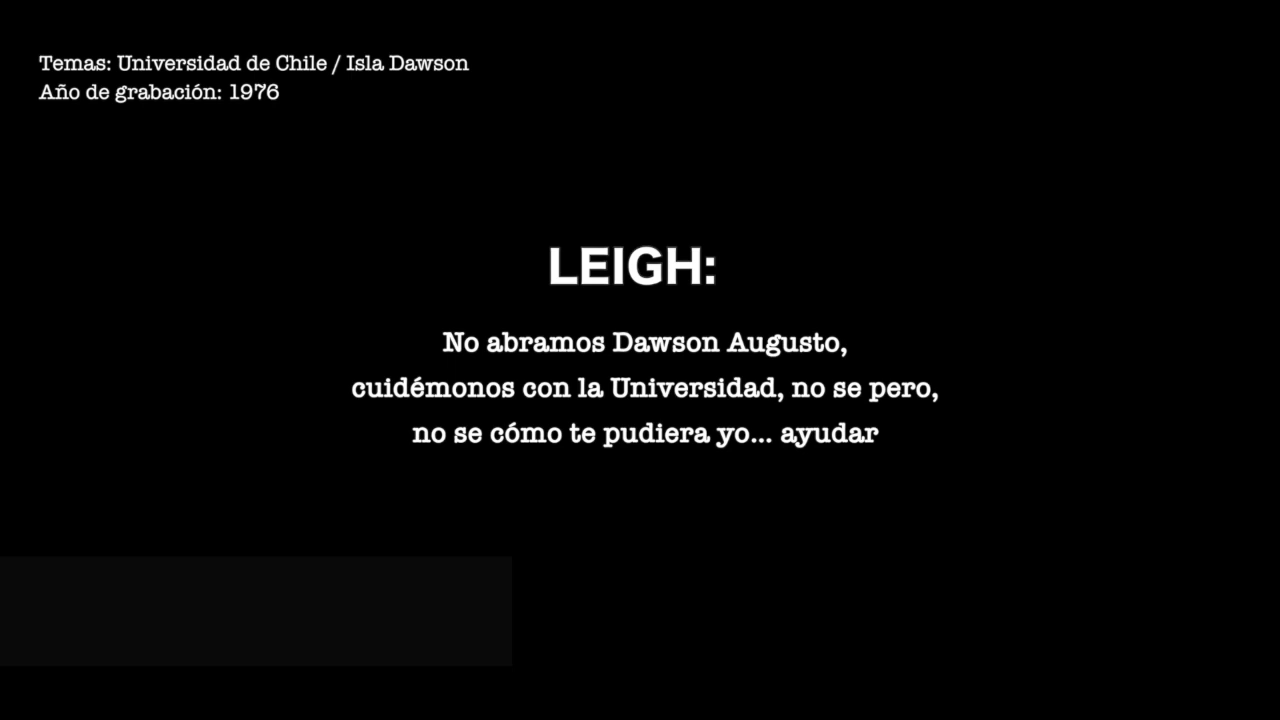 Temas: Universidad de Chile / Isla Dawson
Año de grabación: 1976
LEIGH:
No abramos Dawson Augusto,
cuidémonos con la Universidad, no se pero,
no se cómo te pudiera yo... ayudar